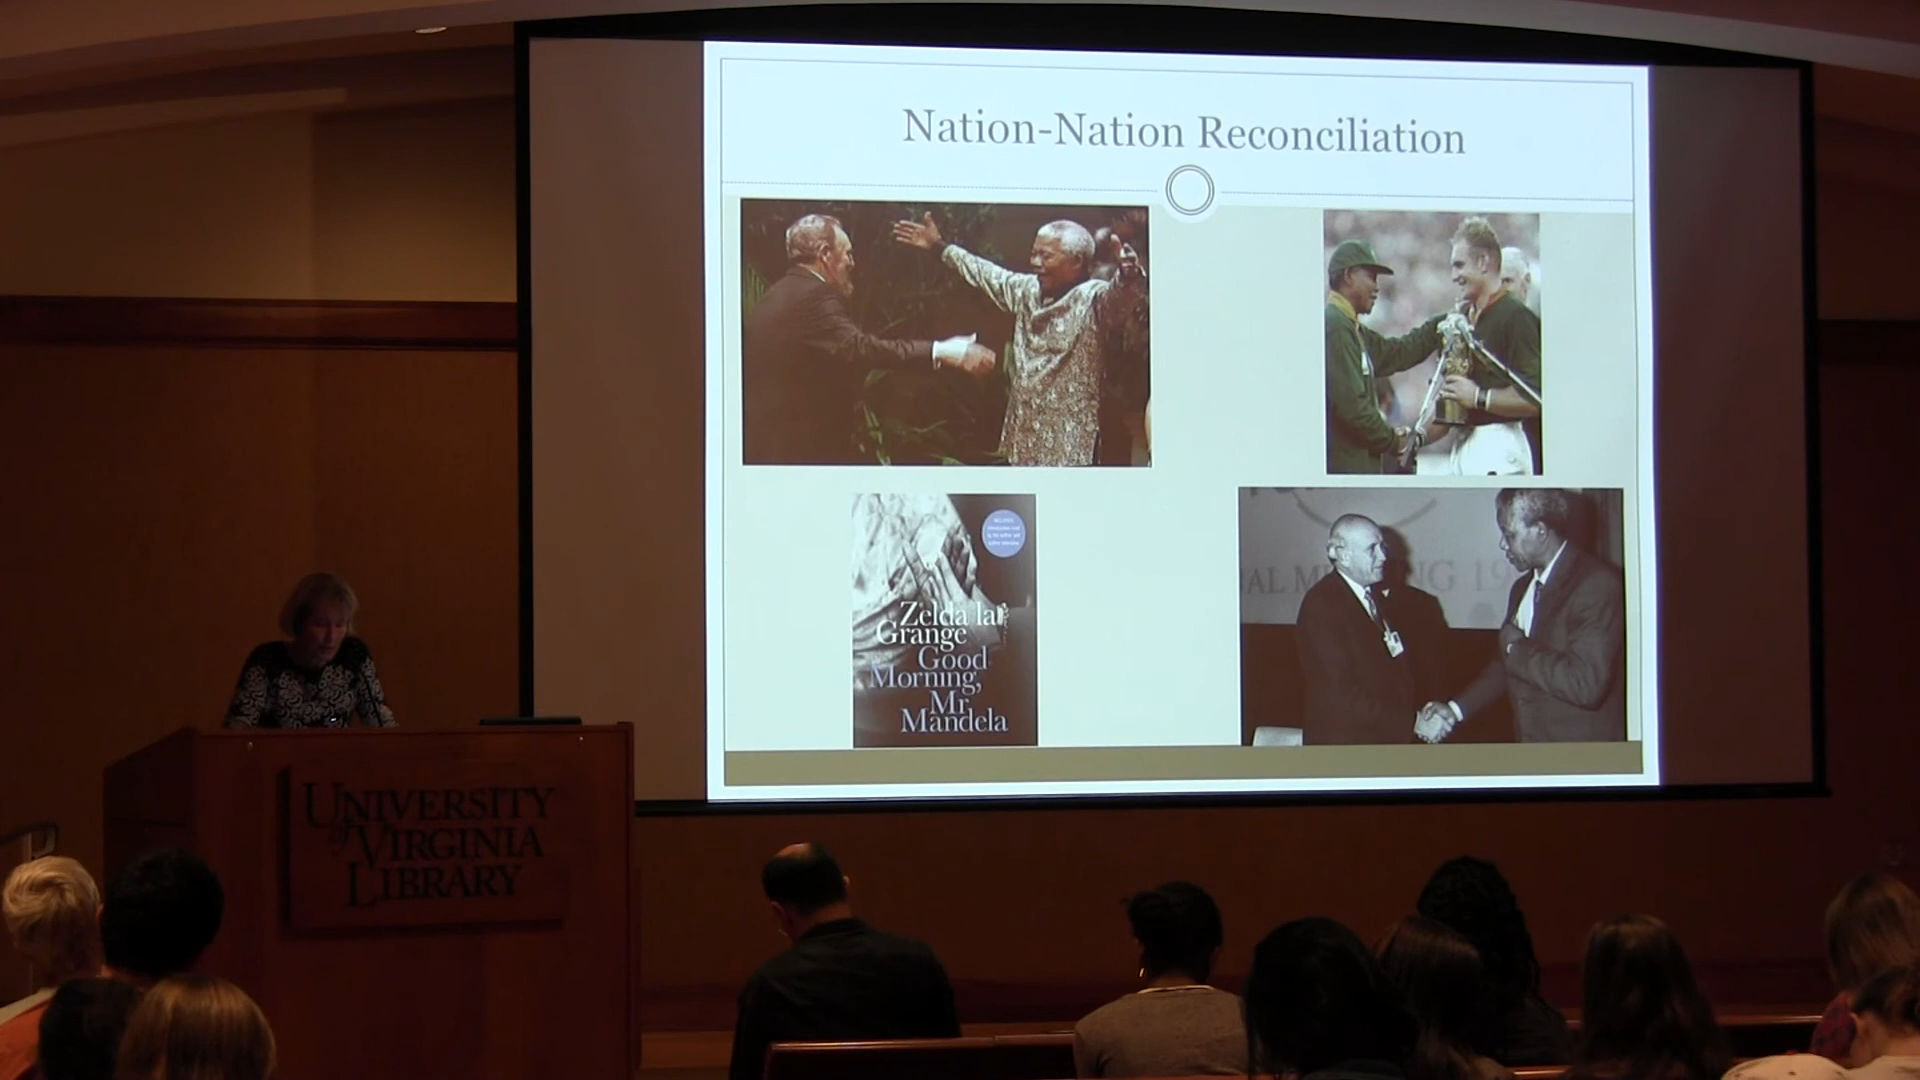 Nation-Nation Reconciliation
Zelda la
Grange
Good
Morning,
Mr
Mandela
UNIVERSITY
of VIRGINIA
LIBRARY